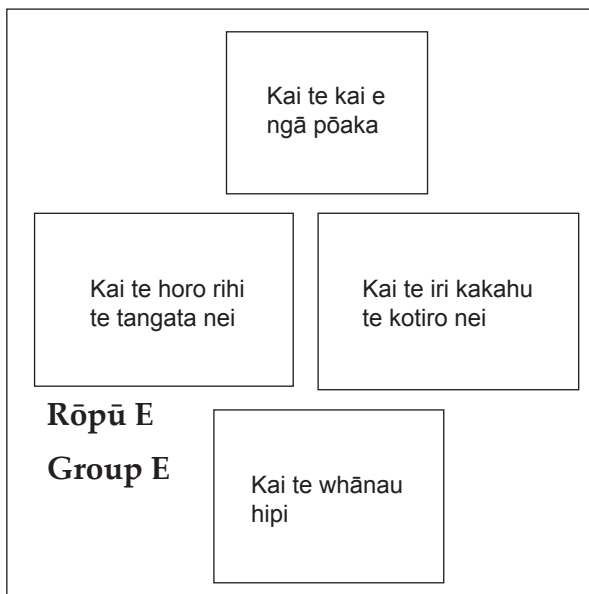 Kai te kai e
ngā pōaka
Kai te horo rihi
te tangata nei
Kai te iri kakahu
te kotiro nei
Rōpū E
Group E
Kai te whānau
hipi